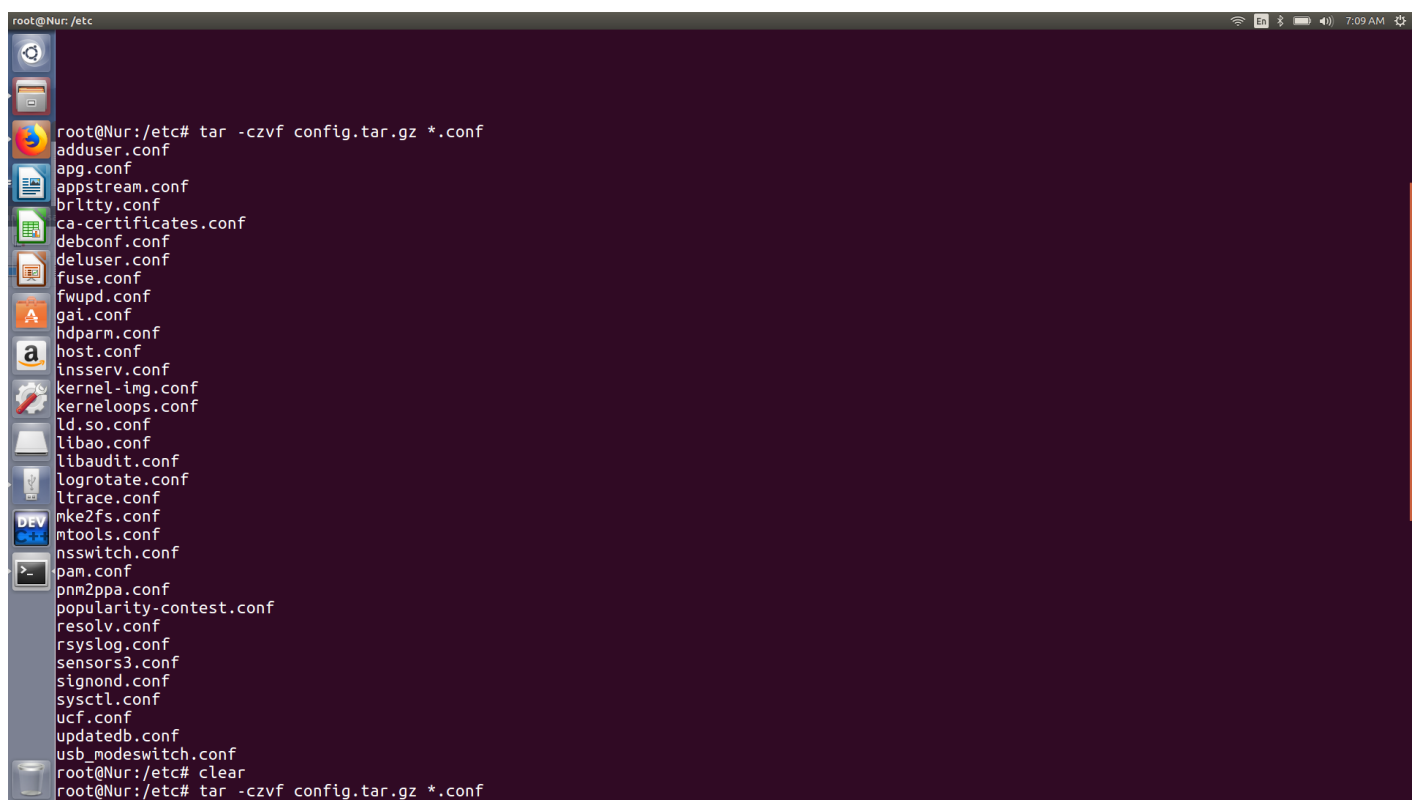 root@Nur: /etc
En
7:09 AM
root@Nur:/etc# tar -czvf config.tar.gz *.conf
adduser.conf
apg.conf
appstream.conf
brltty.conf
ca-certificates.conf
debconf.conf
deluser.conf
fuse.conf
fwupd.conf
gai.conf
hdparm.conf
host.conf
insserv.conf
kernel-img.conf
kerneloops.conf
ld.so.conf
libao.conf
libaudit.conf
logrotate.conf
ltrace.conf
mke2fs.conf
mtools.conf
nsswitch.conf
pam.conf
pnm2ppa.conf
popularity-contest.conf
resolv.conf
rsyslog.conf
sensors3.conf
signond.conf
sysctl.conf
ucf.conf
updatedb.conf
usb_modeswitch.conf
root@Nur:/etc# clear
root@Nur:/etc# tar -czvf config.tar.gz *.conf
A
a
DEV
C++
>_